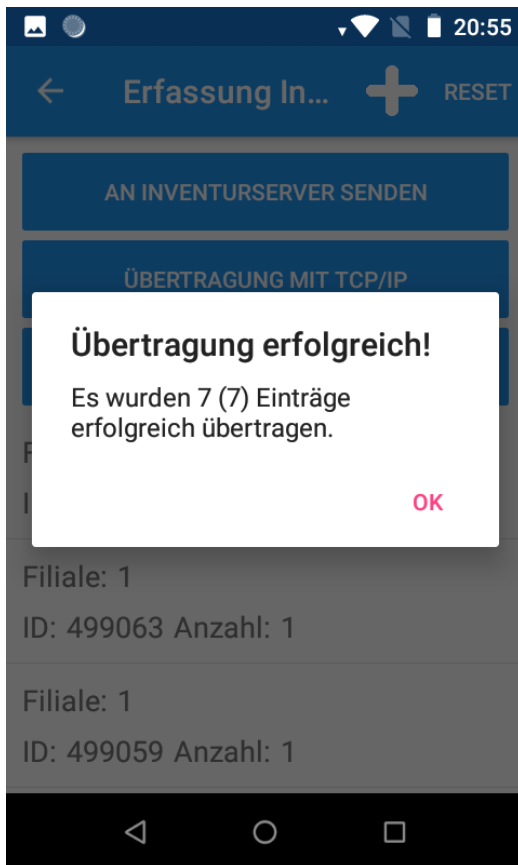 20:55
Erfassung In... RESET
AN INVENTURSERVER SENDEN
ÜBERTRAGUNG MIT TCP/IP
Übertragung erfolgreich!
Es wurden 7 (7) Einträge
erfolgreich übertragen.
OK
Filiale: 1
ID: 499063 Anzahl: 1
Filiale: 1
ID: 499059 Anzahl: 1